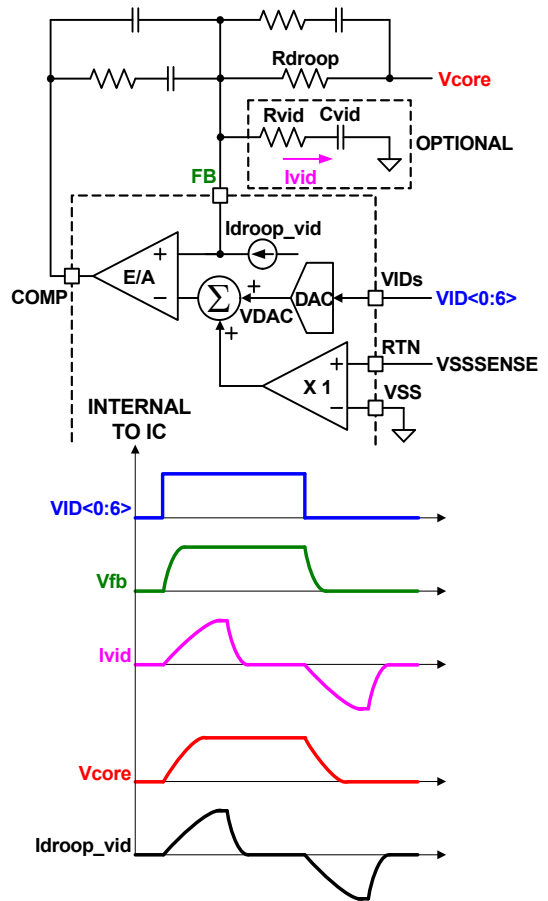 Rdroop
Vcore
Rvid
Cvid
OPTIONAL
Ivid
FB
Idroop_vid
E/A
+
−
COMP
Σ
+
+
VDAC
DAC
VIDs
VID<0:6>
RTN
VSSSENSE
+
X 1
−
VSS
INTERNAL
TO IC
VID<0:6>
Vfb
Ivid
Vcore
Idroop_vid